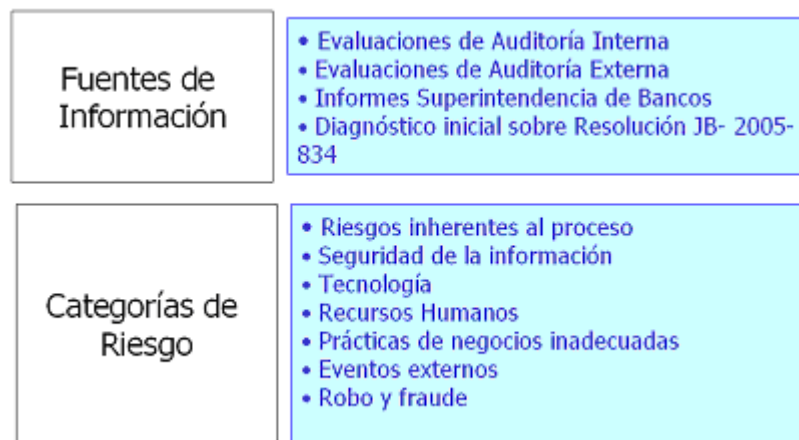 Fuentes de
Información
• Evaluaciones de Auditoría Interna
• Evaluaciones de Auditoría Externa
• Informes Superintendencia de Bancos
• Diagnóstico inicial sobre Resolución JB- 2005-
834
Categorías de
Riesgo
• Riesgos inherentes al proceso
• Seguridad de la información
• Tecnología
• Recursos Humanos
• Prácticas de negocios inadecuadas
• Eventos externos
• Robo y fraude